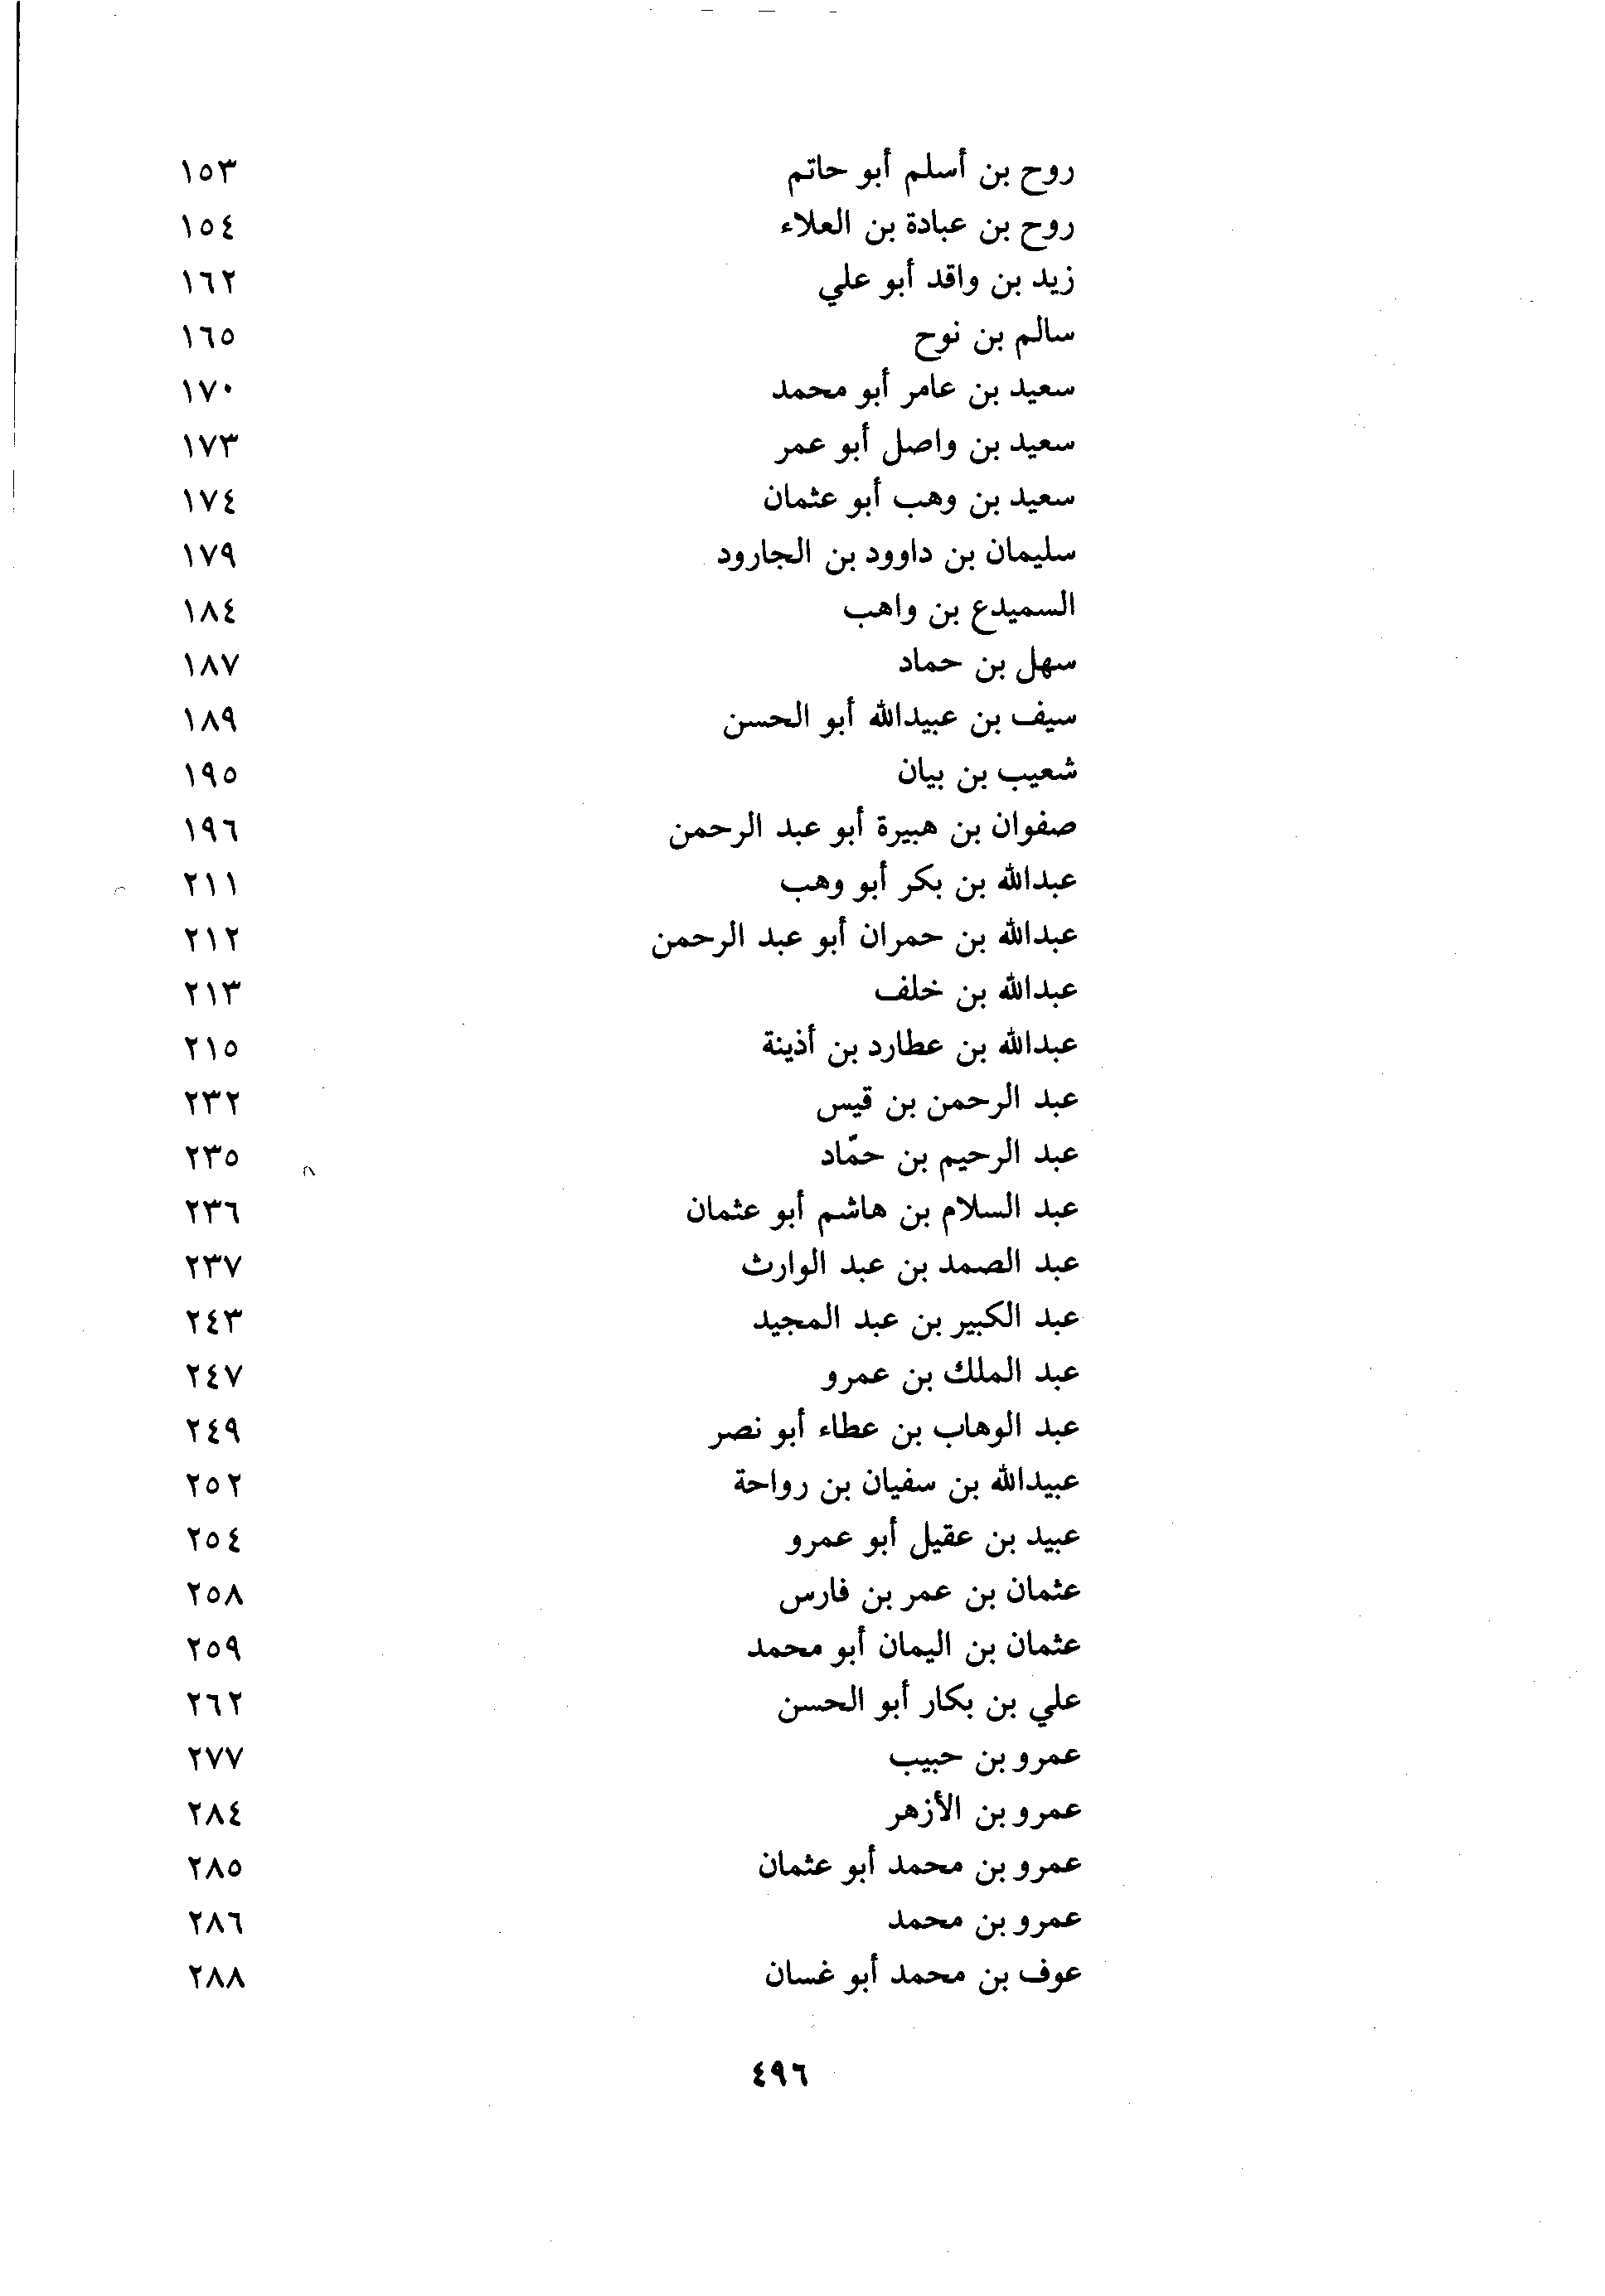 روح بن أسلم أبو حاتم ١٥٣
روح بن عبادة بن العلاء ١٥٤
زيد بن واقد أبو علي ١٦٢
سالم بن نوح ١٦٥
سعيد بن عامر أبو محمد ١٧٠
سعيد بن واصل أبو عمر ١٧٣
سعيد بن وهب أبو عثمان ١٧٤
سليمان بن داوود بن الجارود ١٧٩
السميدع بن واهب ١٨٤
سهل بن حماد ١٨٧
سيف بن عبيدالله أبو الحسن ١٨٩
شعيب بن بيان ١٩٥
صفوان بن هبيرة أبو عبد الرحمن ١٩٦
عبدالله بن بكر أبو وهب ٢١١
عبدالله بن حمران أبو عبد الرحمن ٢١٢
عبدالله بن خلف ٢١٣
عبدالله بن عطارد بن أذينة ٢١٥
عبد الرحمن بن قيس ٢٣٢
عبد الرحيم بن حمّاد ٢٣٥
عبد السلام بن هاشم أبو عثمان ٢٣٦
عبد الصمد بن عبد الوارث ٢٣٧
عبد الكبير بن عبد المجيد ٢٤٣
عبد الملك بن عمرو ٢٤٧
عبد الوهاب بن عطاء أبو نصر ٢٤٩
عبيدالله بن سفيان بن رواحة ٢٥٢
عبيد بن عقيل أبو عمرو ٢٥٤
عثمان بن عمر بن فارس ٢٥٨
عثمان بن اليمان أبو محمد ٢٥٩
علي بن بكار أبو الحسن ٢٦٢
عمرو بن حبيب ٢٧٧
عمرو بن الأزهر ٢٨٤
عمرو بن محمد أبو عثمان ٢٨٥
عمرو بن محمد ٢٨٦
عوف بن محمد أبو غسان ٢٨٨
٤٩٦